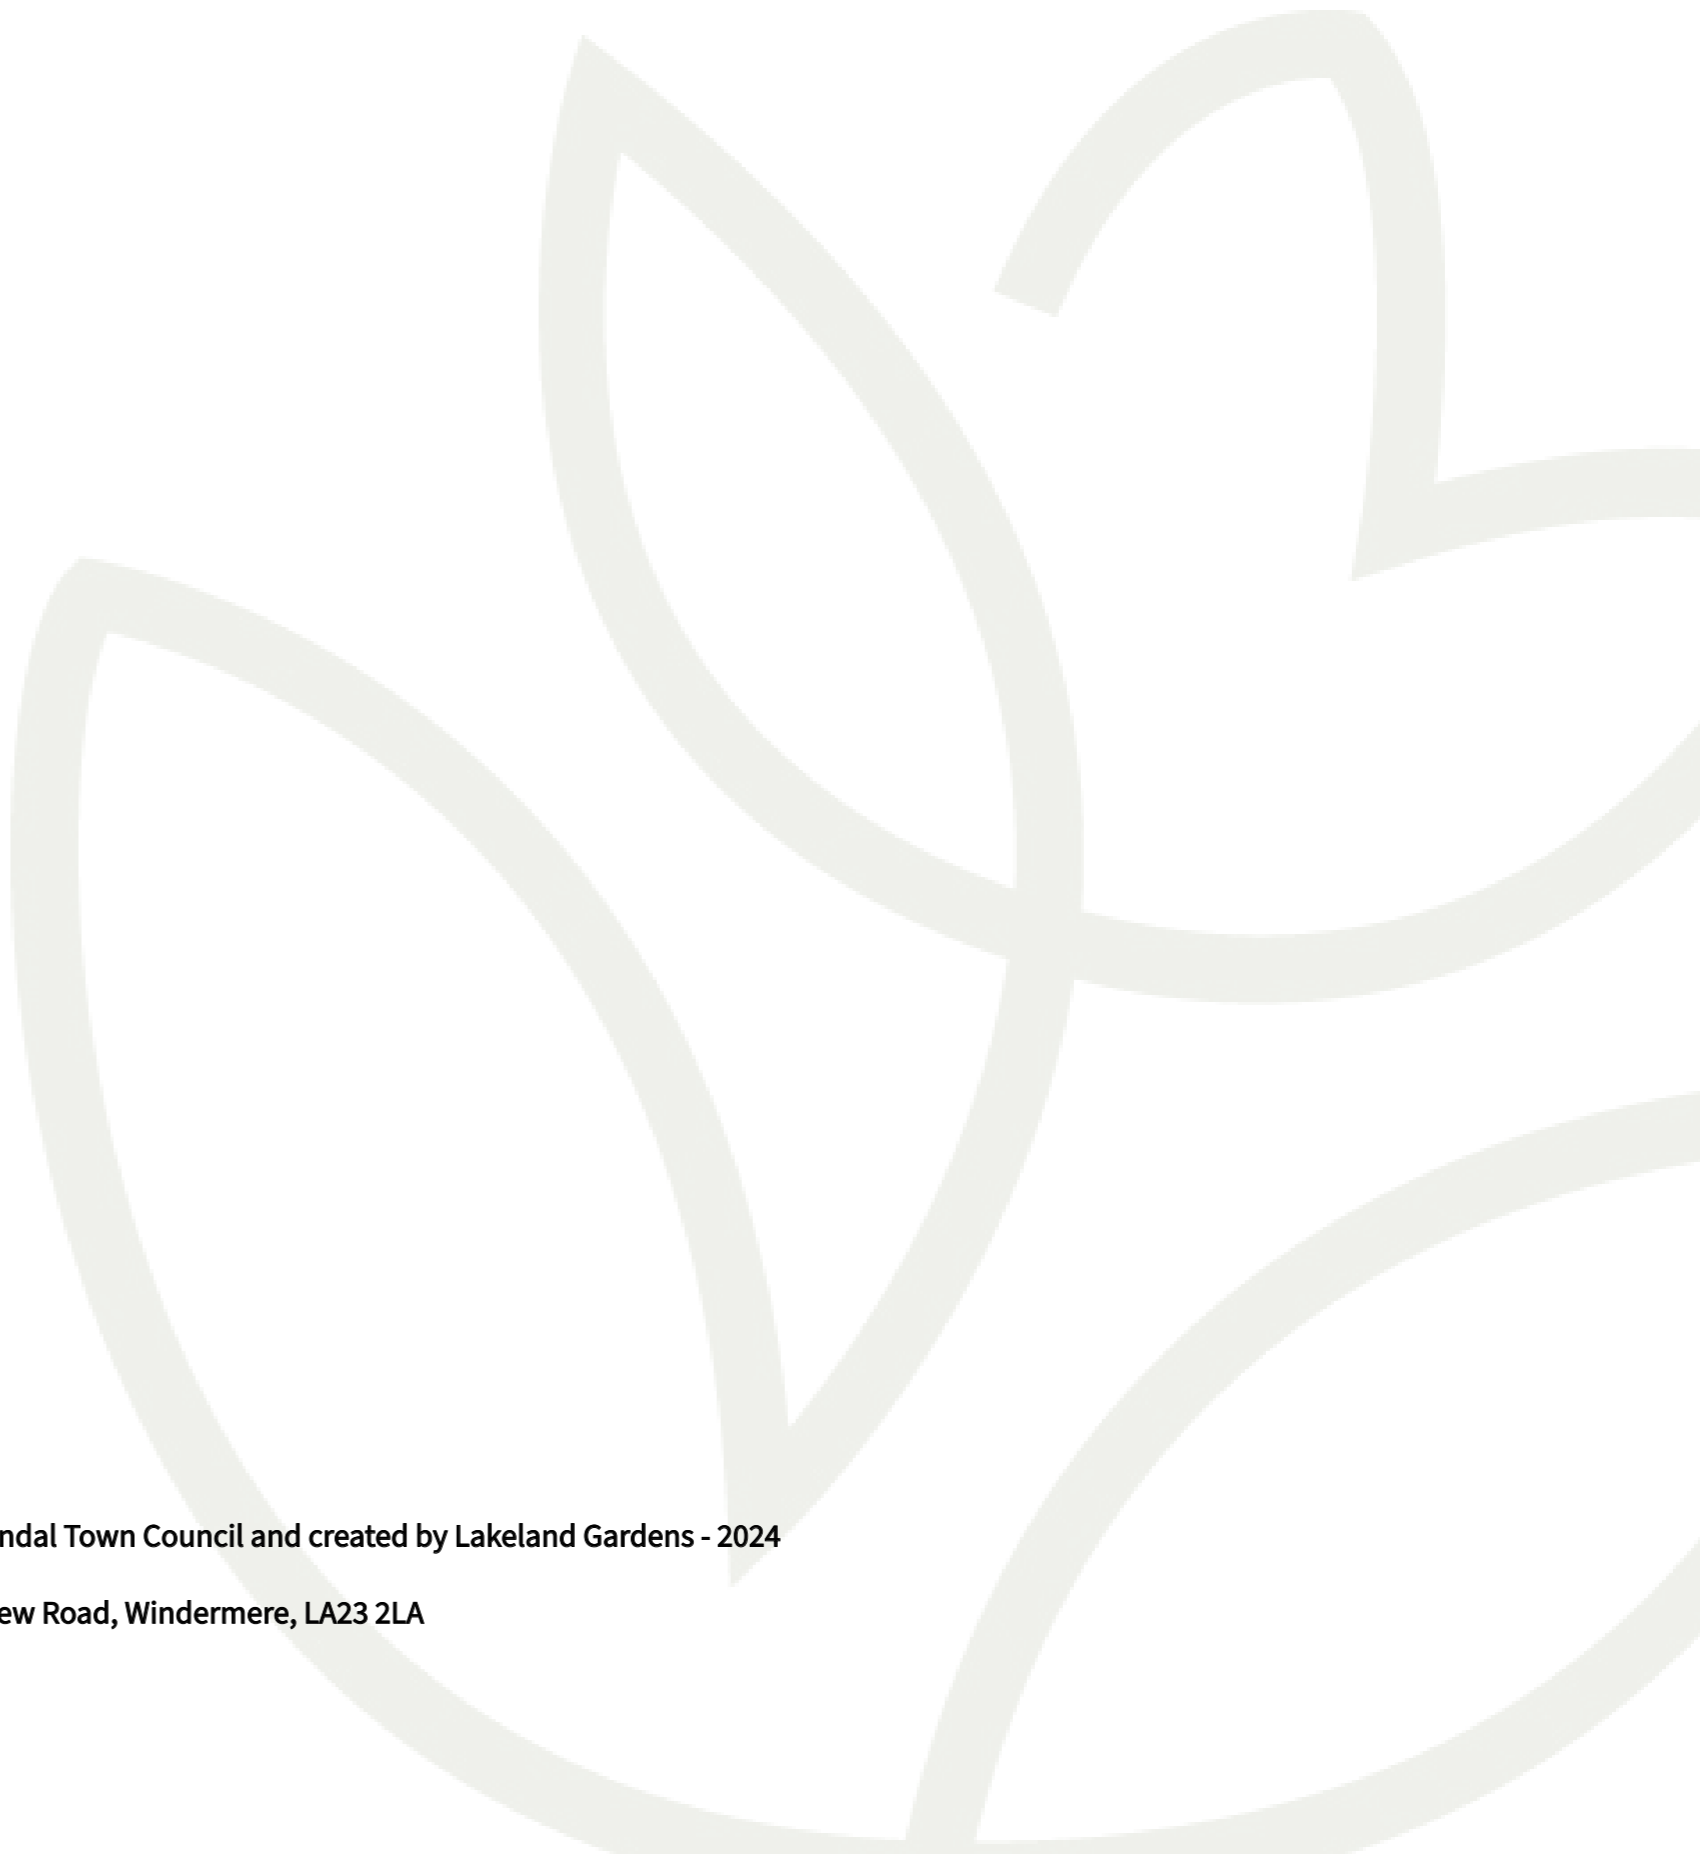 ndal Town Council and created by Lakeland Gardens - 2024
ew Road, Windermere, LA23 2LA